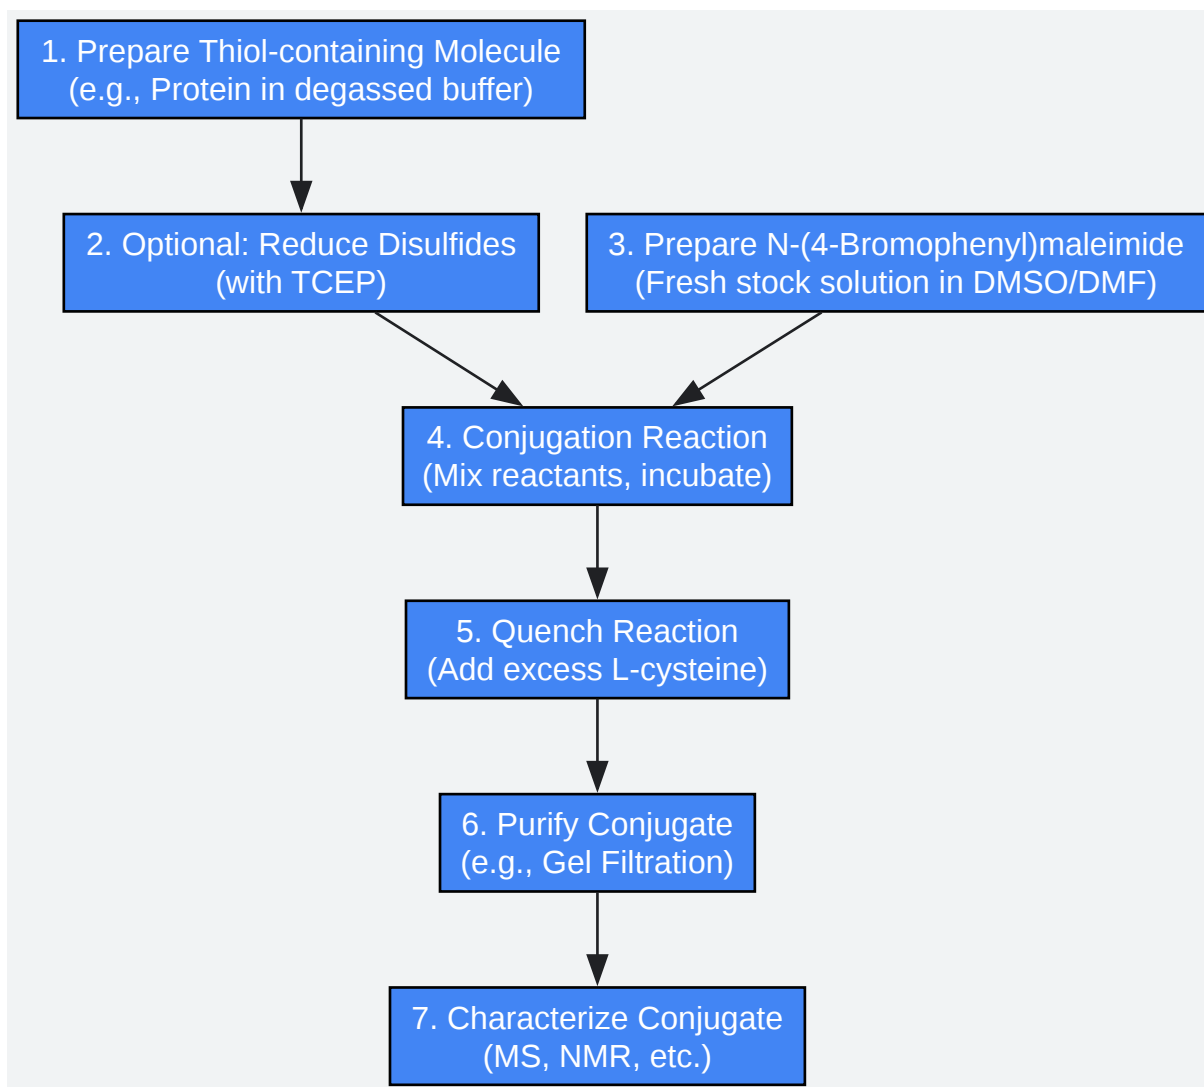 1. Prepare Thiol-containing Molecule
(e.g., Protein in degassed buffer)
2. Optional: Reduce Disulfides
(with TCEP)
3. Prepare N-(4-Bromophenyl)maleimide
(Fresh stock solution in DMSO/DMF)
4. Conjugation Reaction
(Mix reactants, incubate)
5. Quench Reaction
(Add excess L-cysteine)
6. Purify Conjugate
(e.g., Gel Filtration)
7. Characterize Conjugate
(MS, NMR, etc.)